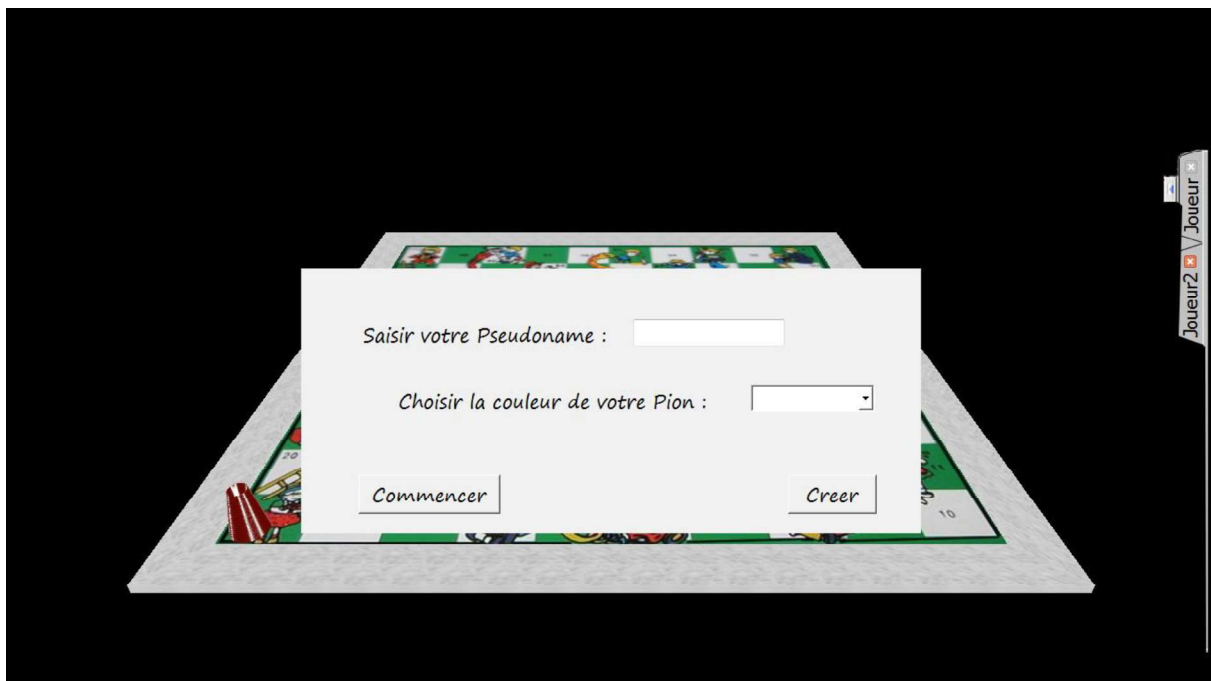 Saisir votre Pseudoname :
Choisir la couleur de votre Pion :
Commencer
Creer
20
10
Joueur2
Joueur